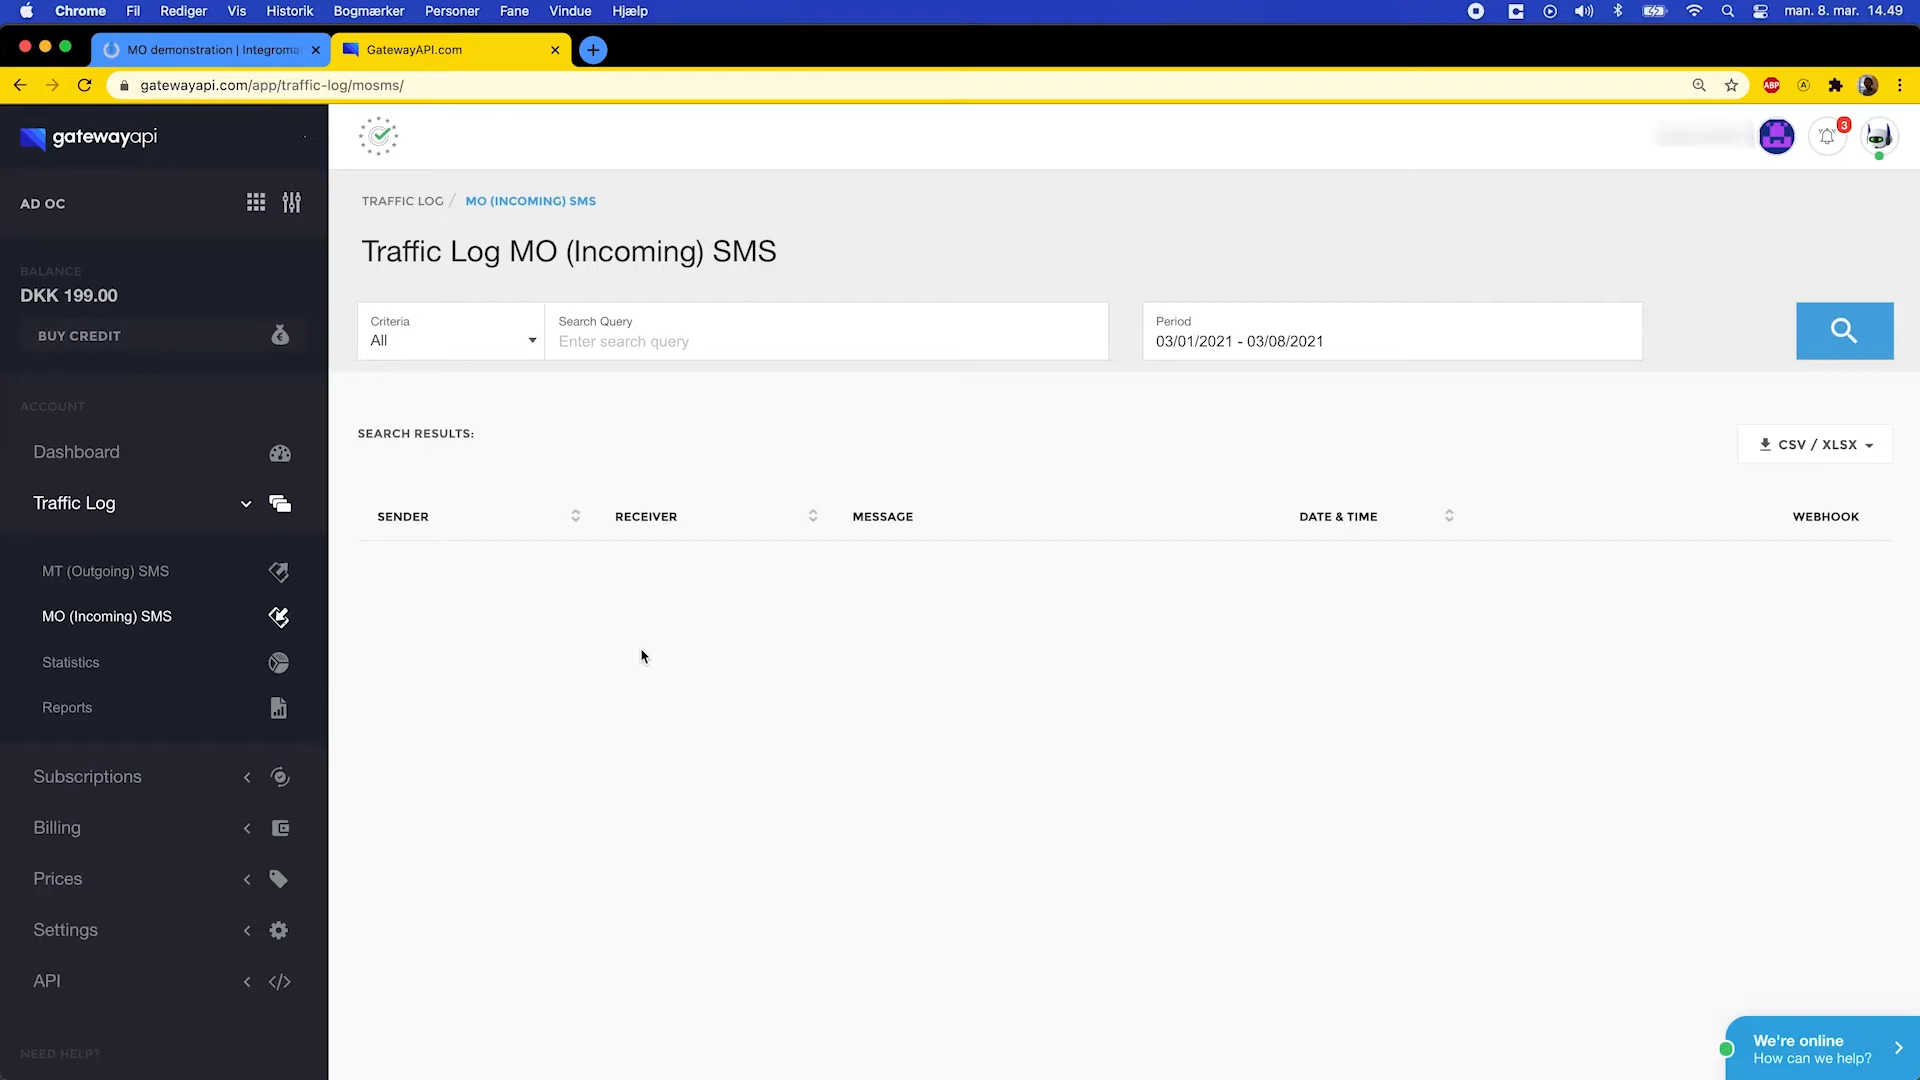 Chrome Fil Rediger Vis Historik Bogmærker Personer Fane Vindue Hjælp man. 8. mar. 14.49
MO demonstration | Integroma
GatewayAPI.com
gatewayapi.com/app/traffic-log/mosms/
ABP
gatewayapi
3
AD OC
BALANCE
DKK 199.00
BUY CREDIT
ACCOUNT
Dashboard
Traffic Log
MT (Outgoing) SMS
MO (Incoming) SMS
Statistics
Reports
Subscriptions
Billing
Prices
Settings
API
NEED HELP?
TRAFFIC LOG / MO (INCOMING) SMS
Traffic Log MO (Incoming) SMS
Criteria
All
Search Query
Enter search query
Period
03/01/2021 - 03/08/2021
SEARCH RESULTS:
CSV / XLSX
SENDER RECEIVER MESSAGE DATE & TIME WEBHOOK
We're online
How can we help?